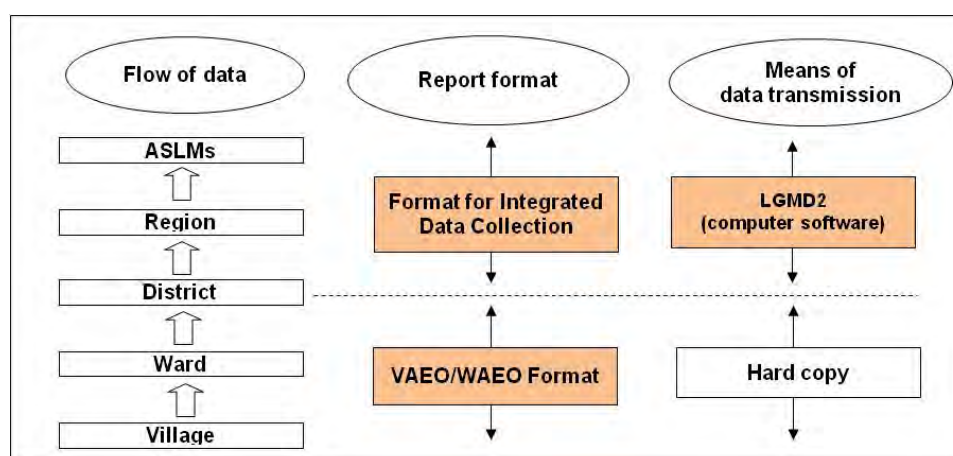 Flow of data
Report format
Means of
data transmission
ASLMs
Region
District
Ward
Village
Format for Integrated
Data Collection
VAEO/WAEO Format
LGMD2
(computer software)
Hard copy